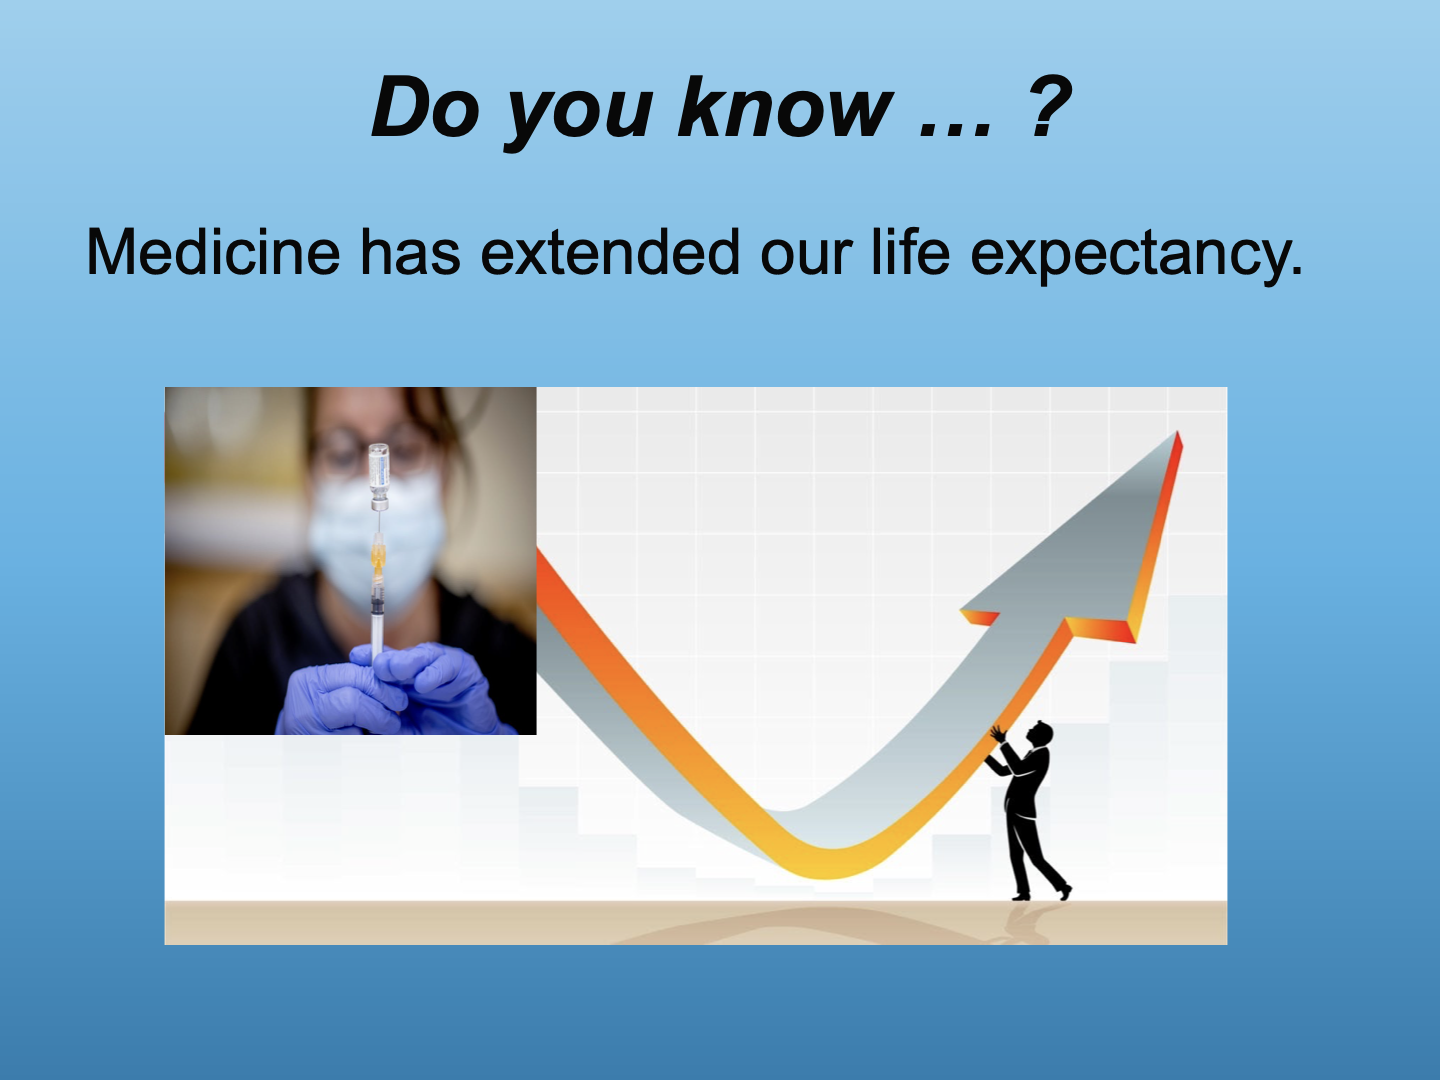 Do you know … ?
Medicine has extended our life expectancy.